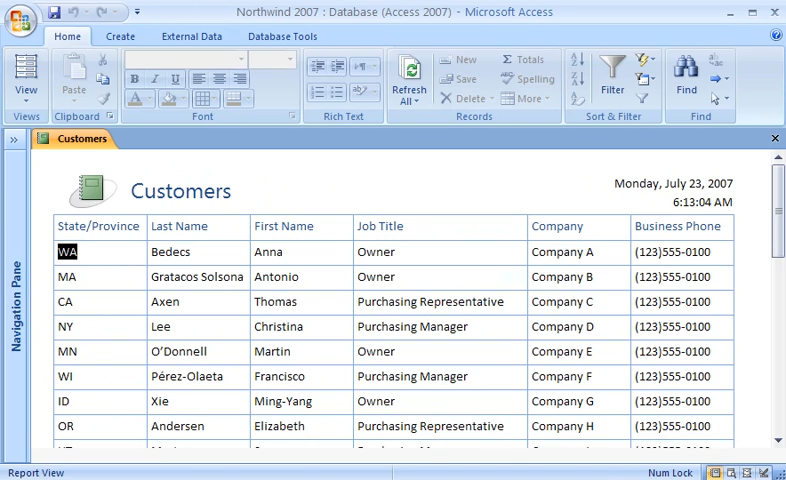 Northwind 2007 : Database (Access 2007) - Microsoft Access
Home Create External Data Database Tools
View
Views
Paste
Clipboard
B I U
A
Font
Rich Text
Refresh All
New
Save
Delete
Totals
Spelling
More
Records
Filter
Sort & Filter
Find
Find
Customers
Navigation Pane
Customers
Monday, July 23, 2007
6:13:04 AM
State/Province Last Name First Name Job Title Company Business Phone
WA Bedecs Anna Owner Company A (123)555-0100
MA Gratacos Solsona Antonio Owner Company B (123)555-0100
CA Axen Thomas Purchasing Representative Company C (123)555-0100
NY Lee Christina Purchasing Manager Company D (123)555-0100
MN O’Donnell Martin Owner Company E (123)555-0100
WI Pérez-Olaeta Francisco Purchasing Manager Company F (123)555-0100
ID Xie Ming-Yang Owner Company G (123)555-0100
OR Andersen Elizabeth Purchasing Representative Company H (123)555-0100
Report View
Num Lock